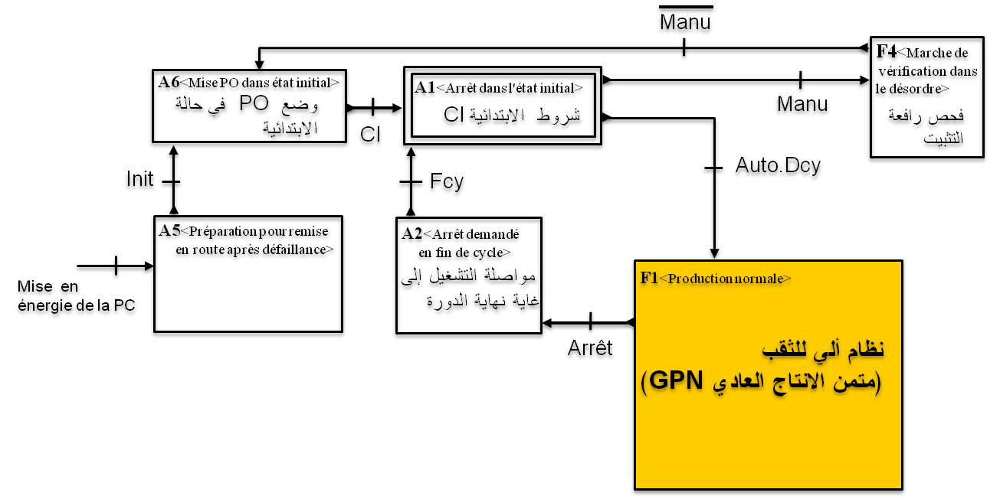 Manu
A6<Mise PO dans état initial>
وضع PO في حالة
الابتدائية
CI
A1<Arrêt dans l'état initial>
شروط الابتدائية CI
Manu
F4<Marche de
vérification dans
le désordre>
فحص رافعة
التثبيت
Init
Fcy
Auto.Dcy
A5<Préparation pour remise
en route après défaillance>
A2<Arrêt demandé
en fin de cycle>
مواصلة التشغيل إلى
غاية نهاية الدورة
Mise en
énergie de la PC
Arrêt
F1<Production normale>
نظام ألي للثقب
(متمن الانتاج العادي GPN)